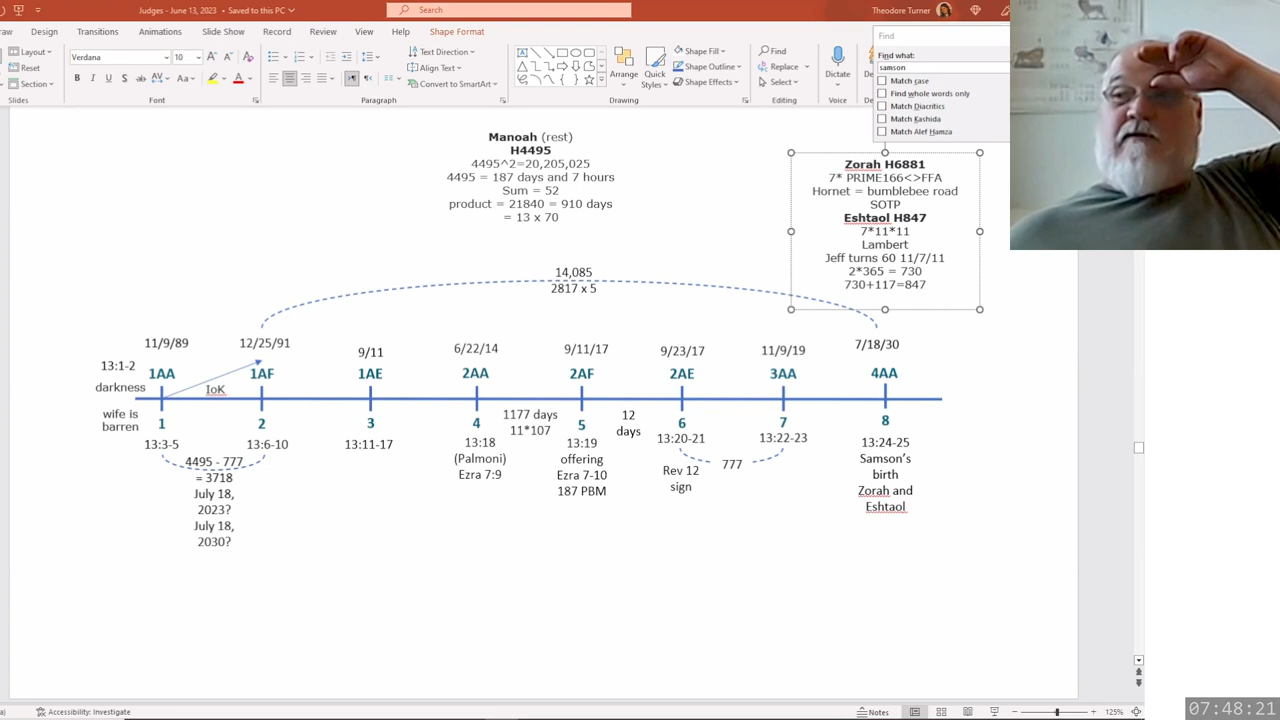 Judges - June 13, 2023 • Saved to this PC
Search
Theodore Turner
Design Transitions Animations Slide Show Record Review View Help Shape Format
Layout
Reset
Section
Slides
Verdana
10
Font
Text Direction
Align Text
Convert to SmartArt
Paragraph
Arrange
Quick
Styles
Shape Fill
Shape Outline
Shape Effects
Drawing
Find
Replace
Select
Editing
Dictate
Voice
Find
Find what:
samson
Match case
Find whole words only
Match Diacritics
Match Kashida
Match Alef Hamza
Manoah (rest)
H4495
4495^2=20,205,025
4495 = 187 days and 7 hours
Sum = 52
product = 21840 = 910 days
= 13 x 70
Zorah H6881
7* PRIME166<>FFA
Hornet = bumblebee road
SOTP
Eshtaol H847
7*11*11
Lambert
Jeff turns 60 11/7/11
2*365 = 730
730+117=847
14,085
2817 x 5
11/9/89
12/25/91
9/11
6/22/14
9/11/17
9/23/17
11/9/19
7/18/30
13:1-2
darkness
1AA
1AF
1AE
2AA
2AF
2AE
3AA
4AA
IoK
wife is
barren
1
2
3
4
5
6
7
8
1177 days
11*107
12
days
13:3-5
13:6-10
13:11-17
13:18
(Palmoni)
Ezra 7:9
13:19
offering
Ezra 7-10
187 PBM
13:20-21
13:22-23
13:24-25
Samson's
birth
Zorah and
Eshtaol
4495 - 777
= 3718
July 18,
2023?
July 18,
2030?
Rev 12
sign
777
Accessibility: Investigate
Notes
125%
07:48:21